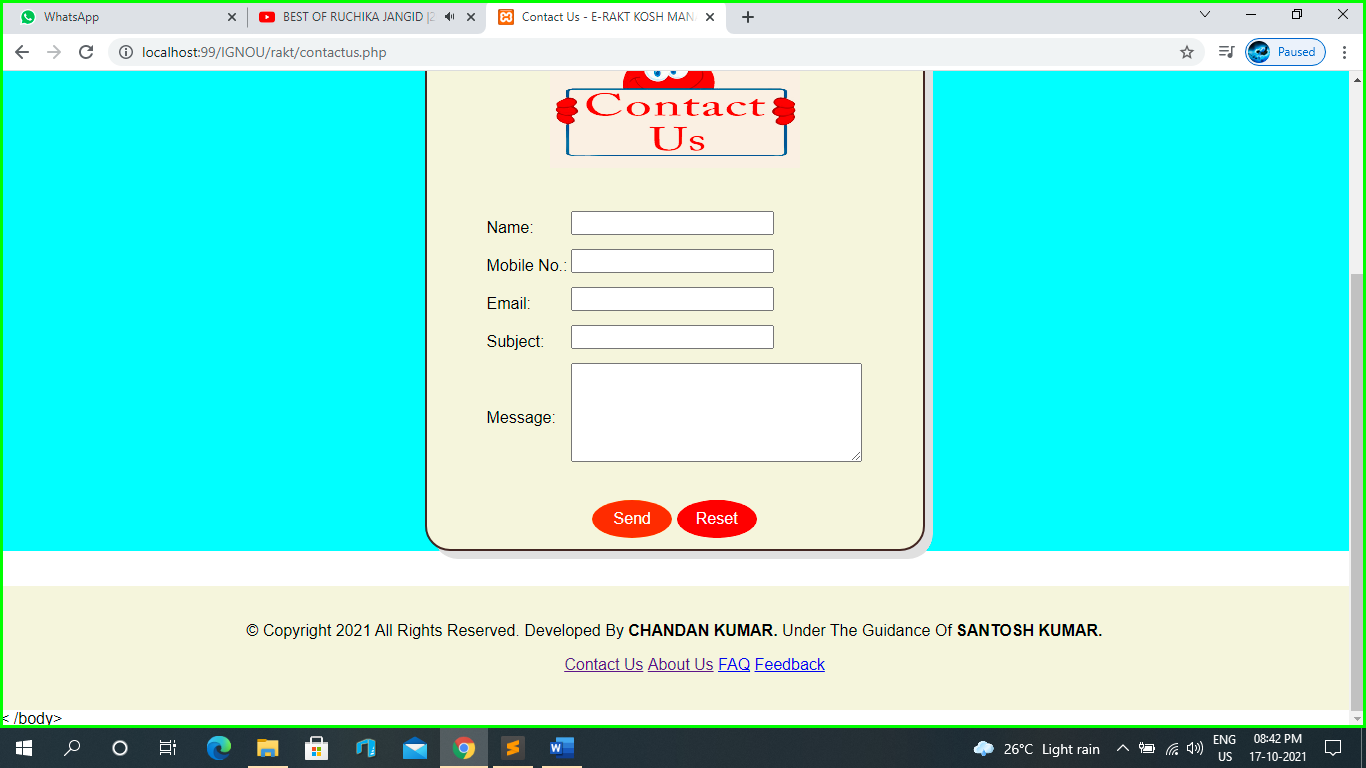 WhatsApp
BEST OF RUCHIKA JANGID |2
Contact Us - E-RAKT KOSH MAN
localhost:99/IGNOU/rakt/contactus.php
Paused
Contact
Us
Name:
Mobile No.:
Email:
Subject:
Message:
Send Reset
© Copyright 2021 All Rights Reserved. Developed By CHANDAN KUMAR. Under The Guidance Of SANTOSH KUMAR.
Contact Us About Us FAQ Feedback
< /body>
26°C Light rain
ENG
US
08:42 PM
17-10-2021